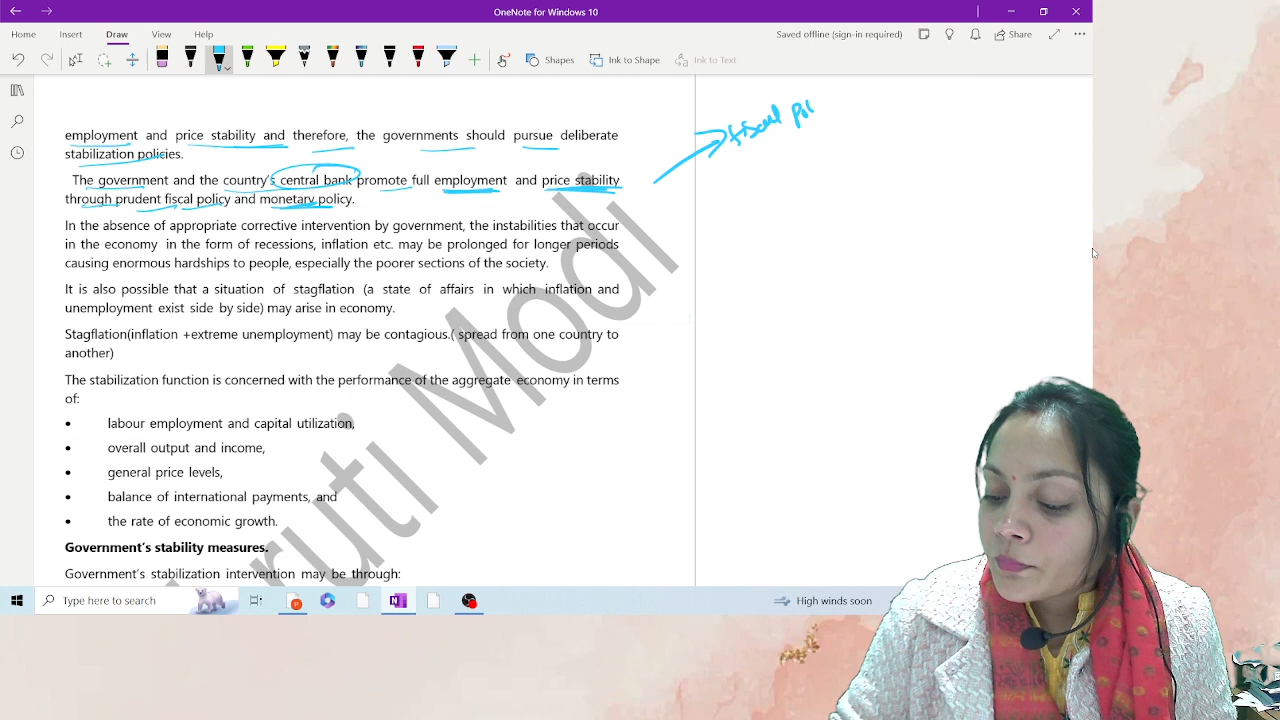 OneNote for Windows 10
Home Insert Draw View Help Saved offline (sign-in required) Share
Shapes Ink to Shape Ink to Text
employment and price stability and therefore, the governments should pursue deliberate
stabilization policies.
The government and the country's central bank promote full employment and price stability
through prudent fiscal policy and monetary policy.
fiscal pol
In the absence of appropriate corrective intervention by government, the instabilities that occur
in the economy in the form of recessions, inflation etc. may be prolonged for longer periods
causing enormous hardships to people, especially the poorer sections of the society.
It is also possible that a situation of stagflation (a state of affairs in which inflation and
unemployment exist side by side) may arise in economy.
Stagflation(inflation +extreme unemployment) may be contagious.( spread from one country to
another)
The stabilization function is concerned with the performance of the aggregate economy in terms
of:
• labour employment and capital utilization,
• overall output and income,
• general price levels,
• balance of international payments, and
• the rate of economic growth.
Government's stability measures.
Government's stabilization intervention may be through:
ruti Modi
Type here to search High winds soon